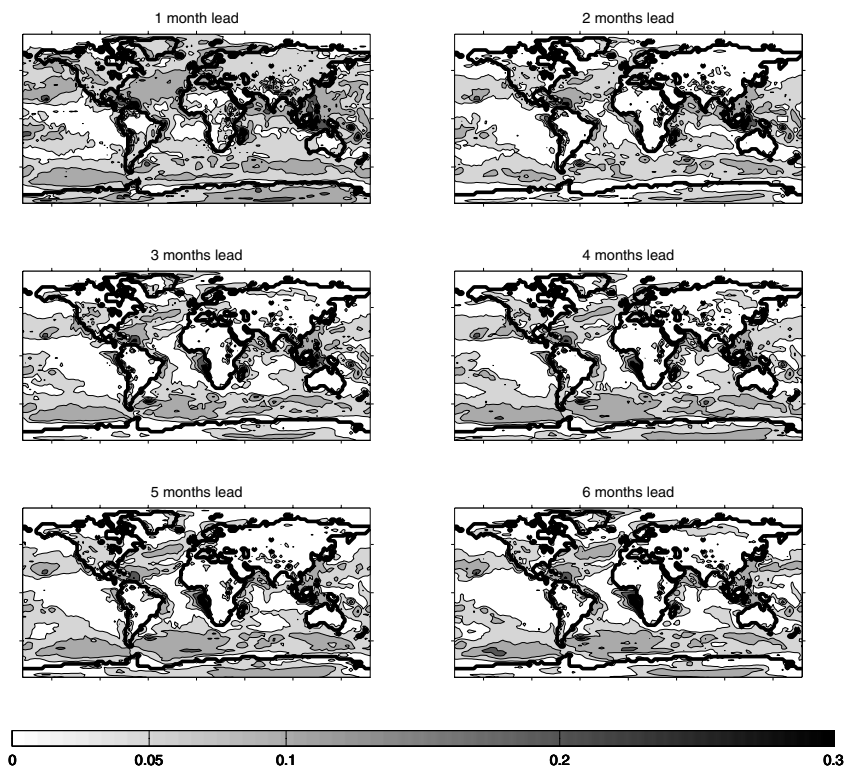 1 month lead
2 months lead
3 months lead
4 months lead
5 months lead
6 months lead
0 0.05 0.1 0.2 0.3